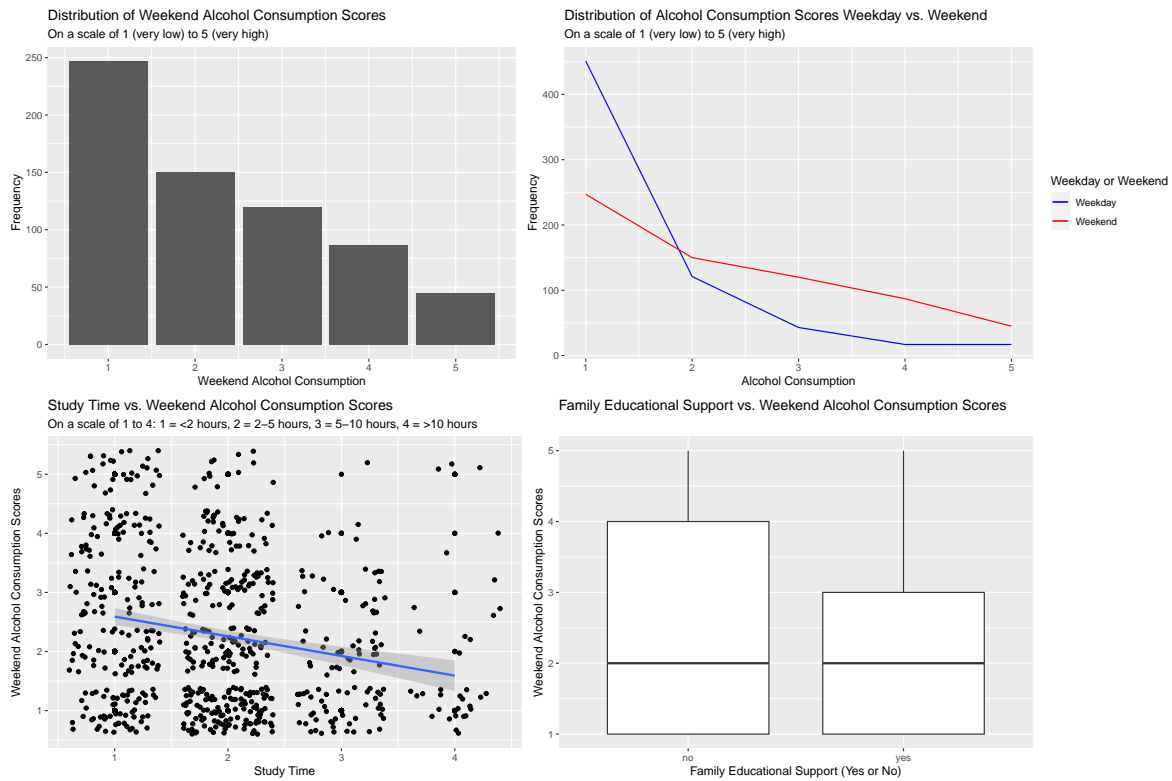 Distribution of Weekend Alcohol Consumption Scores
On a scale of 1 (very low) to 5 (very high)
250
200
150
100
50
0
Frequency
1 2 3 4 5
Weekend Alcohol Consumption
Distribution of Alcohol Consumption Scores Weekday vs. Weekend
On a scale of 1 (very low) to 5 (very high)
400
300
200
100
0
Frequency
1 2 3 4 5
Alcohol Consumption
Weekday or Weekend
Weekday
Weekend
Study Time vs. Weekend Alcohol Consumption Scores
On a scale of 1 to 4: 1 = <2 hours, 2 = 2–5 hours, 3 = 5–10 hours, 4 = >10 hours
5
4
3
2
1
Weekend Alcohol Consumption Scores
1 2 3 4
Study Time
Family Educational Support vs. Weekend Alcohol Consumption Scores
5
4
3
2
1
Weekend Alcohol Consumption Scores
no yes
Family Educational Support (Yes or No)